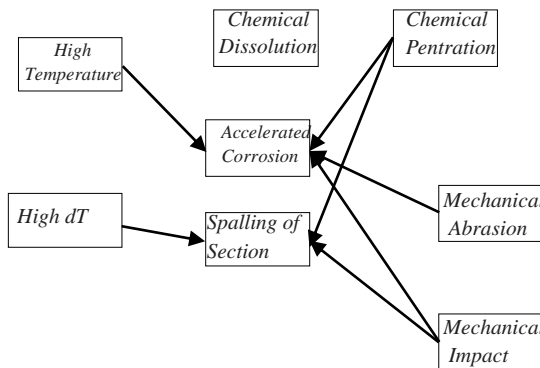 Chemical
Dissolution
Chemical
Pentration
High
Temperature
Accelerated
Corrosion
High dT
Spalling of
Section
Mechanical
Abrasion
Mechanical
Impact